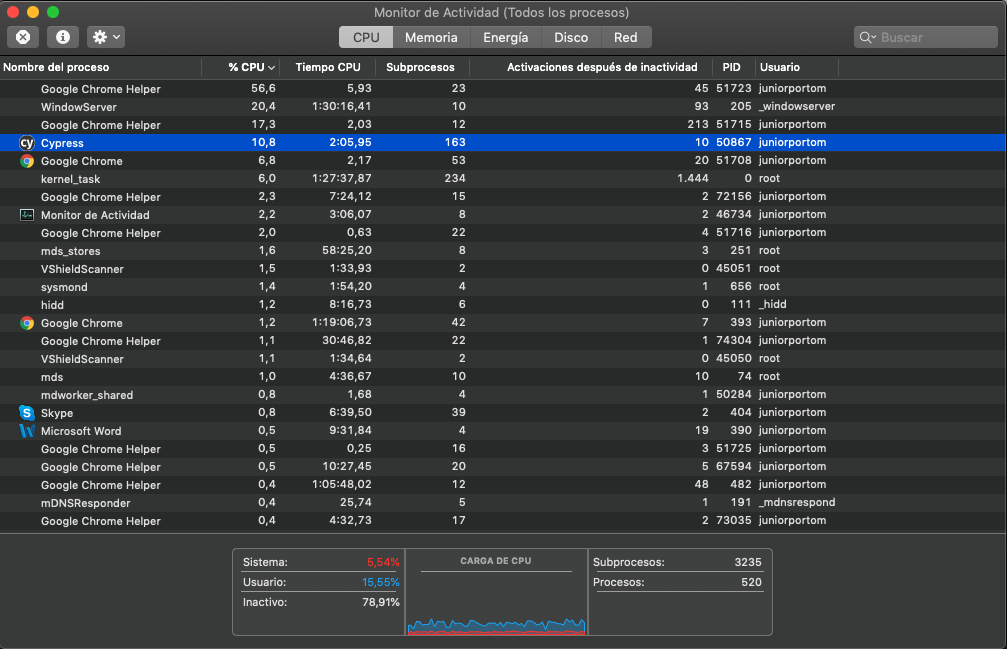 Monitor de Actividad (Todos los procesos)
CPU Memoria Energía Disco Red Buscar
Nombre del proceso % CPU Tiempo CPU Subprocesos Activaciones después de inactividad PID Usuario
Google Chrome Helper 56,6 5,93 23 45 51723 juniorportom
WindowServer 20,4 1:30:16,41 10 93 205 _windowserver
Google Chrome Helper 17,3 2,03 12 213 51715 juniorportom
cy Cypress 10,8 2:05,95 163 10 50867 juniorportom
Google Chrome 6,8 2,17 53 20 51708 juniorportom
kernel_task 6,0 1:27:37,87 234 1.444 0 root
Google Chrome Helper 2,3 7:24,12 15 2 72156 juniorportom
Monitor de Actividad 2,2 3:06,07 8 2 46734 juniorportom
Google Chrome Helper 2,0 0,63 22 4 51716 juniorportom
mds_stores 1,6 58:25,20 8 3 251 root
VShieldScanner 1,5 1:33,93 2 0 45051 root
sysmond 1,4 1:54,20 4 1 656 root
hidd 1,2 8:16,73 6 0 111 _hidd
Google Chrome 1,2 1:19:06,73 42 7 393 juniorportom
Google Chrome Helper 1,1 30:46,82 22 1 74304 juniorportom
VShieldScanner 1,1 1:34,64 2 0 45050 root
mds 1,0 4:36,67 10 10 74 root
mdworker_shared 0,8 1,68 4 1 50284 juniorportom
S Skype 0,8 6:39,50 39 2 404 juniorportom
W Microsoft Word 0,5 9:31,84 4 19 390 juniorportom
Google Chrome Helper 0,5 0,25 16 3 51725 juniorportom
Google Chrome Helper 0,5 10:27,45 20 5 67594 juniorportom
Google Chrome Helper 0,4 1:05:48,02 12 48 482 juniorportom
mDNSResponder 0,4 25,74 5 1 191 _mdnsrespond
Google Chrome Helper 0,4 4:32,73 17 2 73035 juniorportom
Sistema: 5,54% CARGA DE CPU Subprocesos: 3235
Usuario: 15,55% Procesos: 520
Inactivo: 78,91%